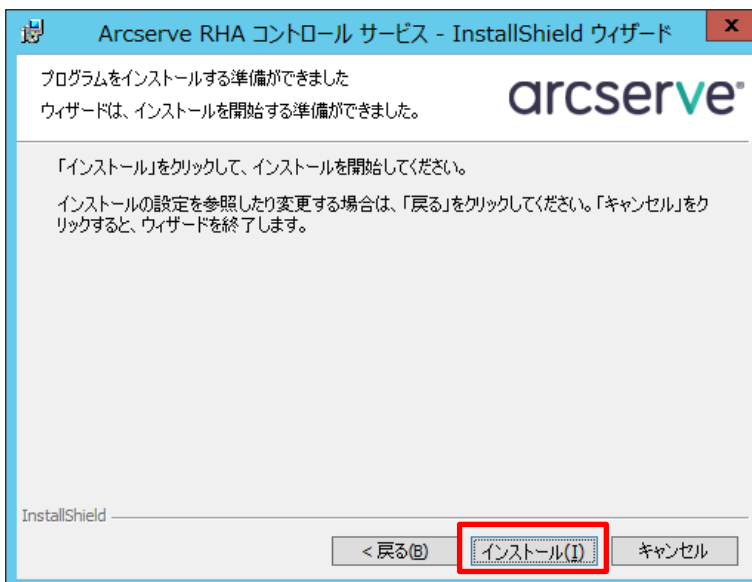 Arcserve RHA コントロール サービス - InstallShield ウィザード
x
プログラムをインストールする準備ができました
ウィザードは、インストールを開始する準備ができました。
arcserve®
「インストール」をクリックして、インストールを開始してください。
インストールの設定を参照したり変更する場合は、「戻る」をクリックしてください。「キャンセル」をク
リックすると、ウィザードを終了します。
InstallShield
< 戻る(B)
インストール(I)
キャンセル